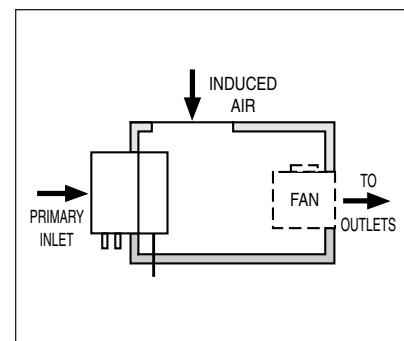 INDUCED
AIR
PRIMARY
INLET
FAN
TO
OUTLETS